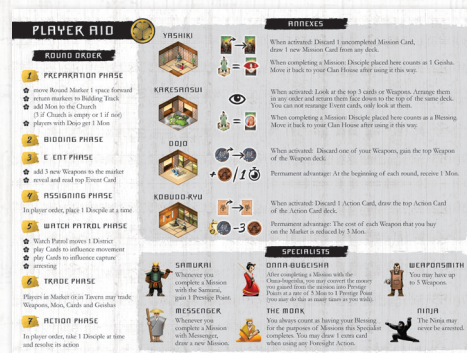 PLAYER AID
ROUND ORDER
1 PREPARATION PHASE
move Round Marker 1 space forward
return markers to Bidding Track
add Mon to the Church
(3 if Church is empty or 1 if not)
players with Dojo get 1 Mon
2 BIDDING PHASE
3 E ENT PHASE
add 3 new Weapons to the market
reveal and read top Event Card
4 ASSIGNING PHASE
In player order, place 1 Disciple at a time
5 WATCH PATROL PHASE
Watch Patrol moves 1 District
play Cards to influence movement
play Cards to influence capture
arresting
6 TRADE PHASE
Players in Market or in Tavern may trade
Weapons, Mon, Cards and Geishas
7 ACTION PHASE
In player order, take 1 Disciple at time
and resolve its action
ANNEXES
YASHIKI
When activated: Discard 1 uncompleted Mission Card,
draw 1 new Mission Card from any deck.
When completing a Mission: Disciple placed here counts as 1 Geisha.
Move it back to your Clan House after using it this way.
KARESANSUI
When activated: Look at the top 3 cards or Weapons. Arrange them
in any order and return them face down to the top of the same deck.
You can not rearrange Event cards, only look at them.
When completing a Mission: Disciple placed here counts as a Blessing.
Move it back to your Clan House after using it this way.
DOJO
When activated: Discard one of your Weapons, gain the top Weapon
of the Weapon deck.
+ / 1
Permanent advantage: At the beginning of each round, receive 1 Mon.
KOBUDO-RYU
When activated: Discard 1 Action Card, draw the top Action Card
of the Action Card deck.
-3
Permanent advantage: The cost of each Weapon that you buy
on the Market is reduced by 3 Mon.
SPECIALISTS
SAMURAI
Whenever you
complete a Mission
with the Samurai,
gain 1 Prestige Point.
ONNA-BUGEISHA
After completing a Mission with the
Onna-bugeisha, you may convert the money
you gained from the mission into Prestige
Points at a rate of 5 Mon to 1 Prestige Point
(you may do this as many times as you wish).
WEAPONSMITH
You may have up
to 5 Weapons.
MESSENGER
Whenever you
complete a Mission
with Messenger,
draw a new Mission.
THE MONK
You always count as having your Blessing
for the purposes of Missions this Specialist
completes. You may draw 1 extra card
when using any Foresight Action.
NINJA
The Ninja may
never be arrested.